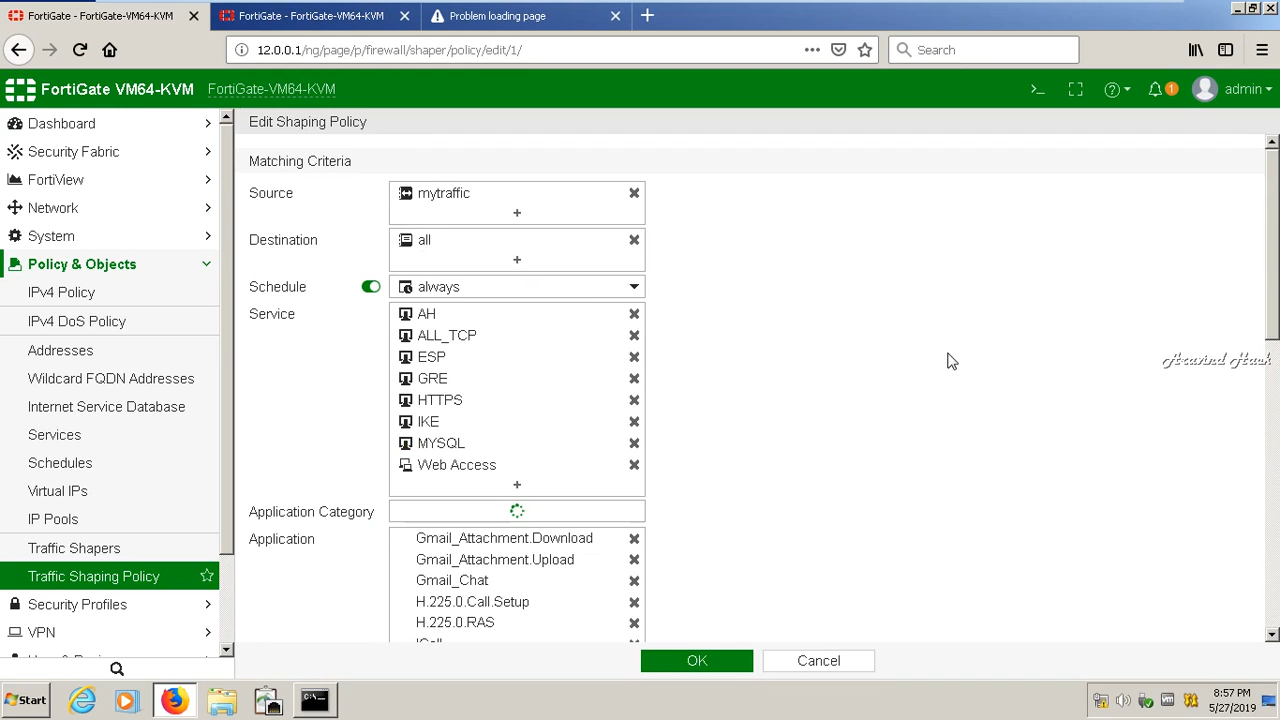 FortiGate - FortiGate-VM64-KVM
FortiGate - FortiGate-VM64-KVM
Problem loading page
12.0.0.1/ng/page/p/firewall/shaper/policy/edit/1/
Search
FortiGate VM64-KVM
FortiGate-VM64-KVM
1
admin
Dashboard
Security Fabric
FortiView
Network
System
Policy & Objects
IPv4 Policy
IPv4 DoS Policy
Addresses
Wildcard FQDN Addresses
Internet Service Database
Services
Schedules
Virtual IPs
IP Pools
Traffic Shapers
Traffic Shaping Policy
Security Profiles
VPN
Edit Shaping Policy
Matching Criteria
Source
mytraffic
Destination
all
Schedule
always
Service
AH
ALL_TCP
ESP
GRE
HTTPS
IKE
MYSQL
Web Access
Application Category
Application
Gmail_Attachment.Download
Gmail_Attachment.Upload
Gmail_Chat
H.225.0.Call.Setup
H.225.0.RAS
OK
Cancel
Start
8:57 PM
5/27/2019